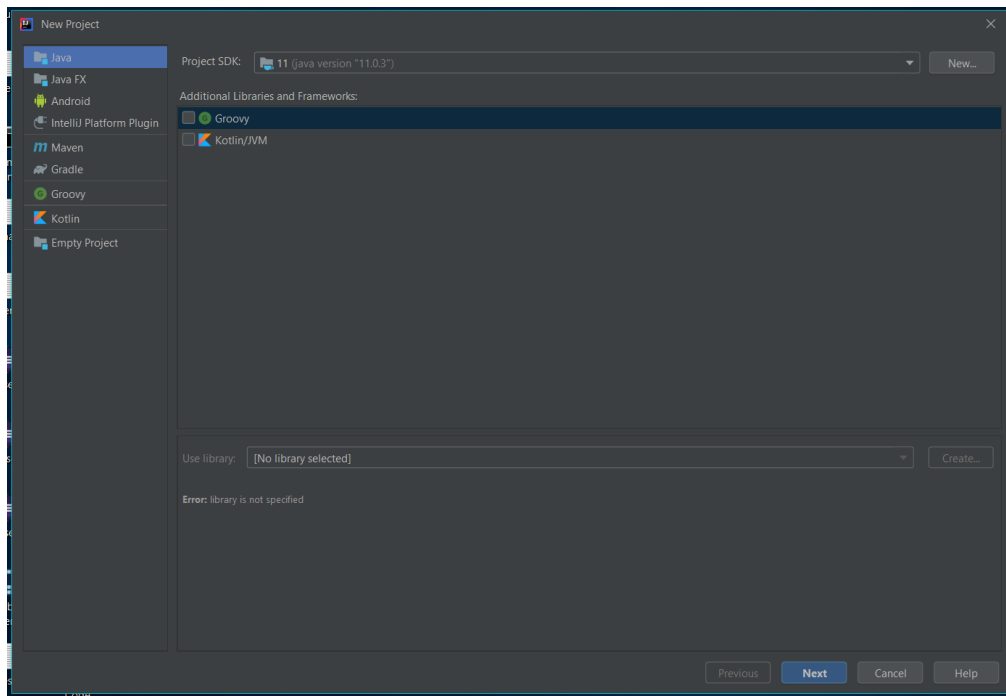 New Project
Java
Java FX
Android
IntelliJ Platform Plugin
Maven
Gradle
Groovy
Kotlin
Empty Project
Project SDK: 11 (java version "11.0.3") New...
Additional Libraries and Frameworks:
Groovy
Kotlin/JVM
Use library: [No library selected] Create...
Error: library is not specified
Previous Next Cancel Help